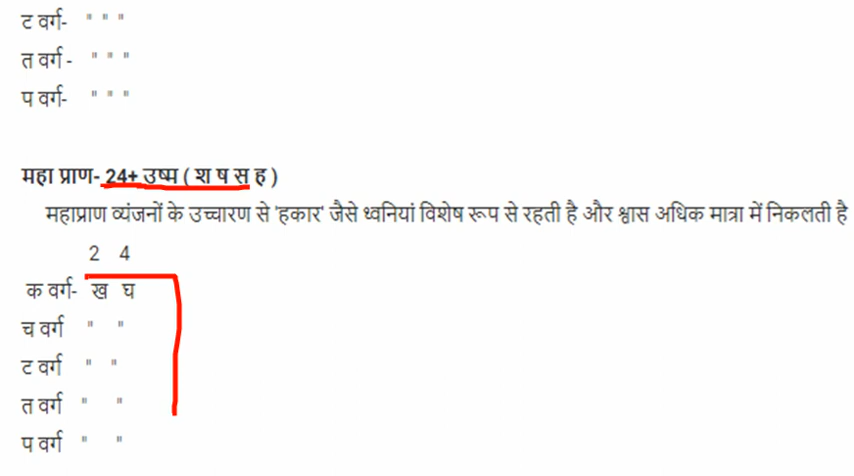 ट वर्ग- " " "
त वर्ग - " " "
प वर्ग- " " "
महा प्राण- 24+ उष्म ( श ष स ह )
महाप्राण व्यंजनों के उच्चारण से 'हकार' जैसे ध्वनियां विशेष रूप से रहती है और श्वास अधिक मात्रा में निकलती है
2 4
क वर्ग- ख घ
च वर्ग " "
ट वर्ग " "
त वर्ग " "
प वर्ग " "